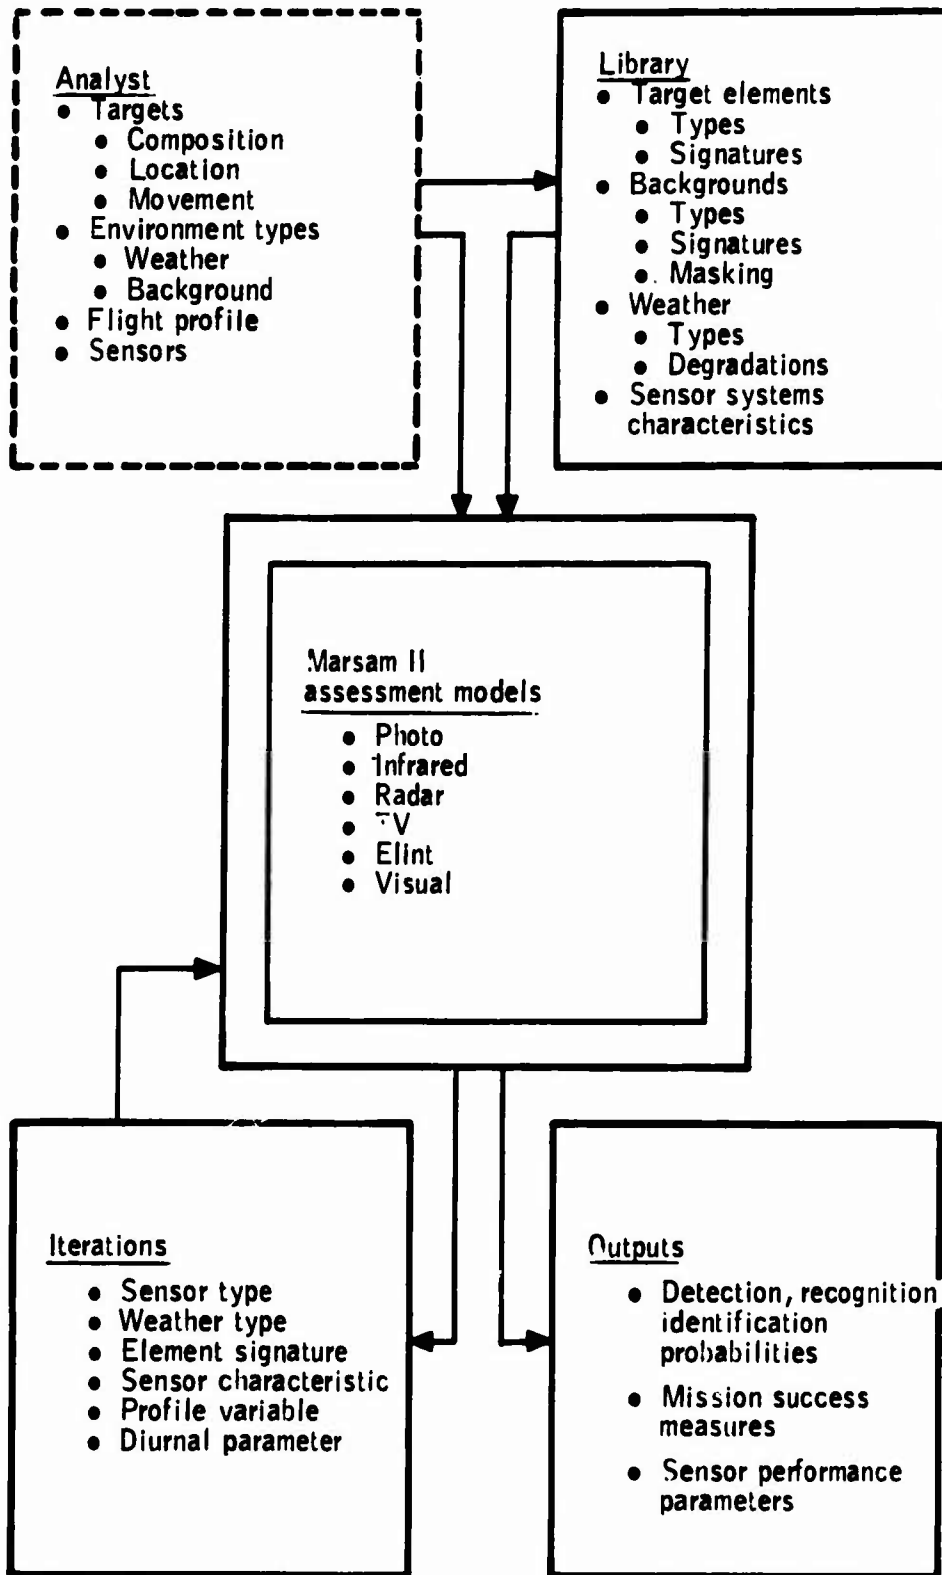 Analyst
• Targets
• Composition
• Location
• Movement
• Environment types
• Weather
• Background
• Flight profile
• Sensors
Library
• Target elements
• Types
• Signatures
• Backgrounds
• Types
• Signatures
• Masking
• Weather
• Types
• Degradations
• Sensor systems
characteristics
Marsam II
assessment models
• Photo
• Infrared
• Radar
• TV
• Elint
• Visual
Iterations
• Sensor type
• Weather type
• Element signature
• Sensor characteristic
• Profile variable
• Diurnal parameter
Outputs
• Detection, recognition
identification
probabilities
• Mission success
measures
• Sensor performance
parameters